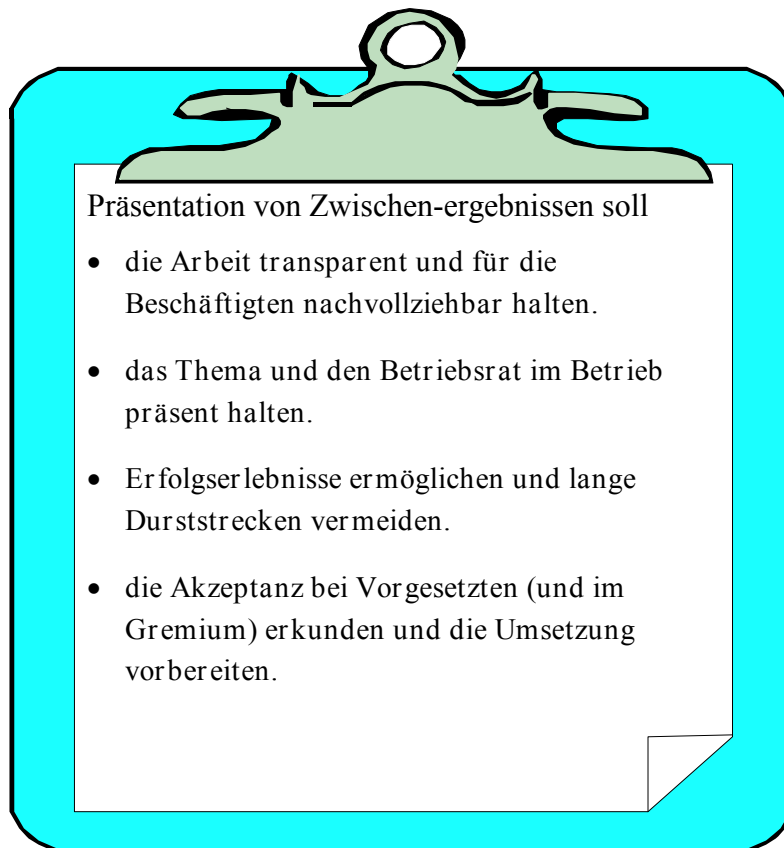 Präsentation von Zwischen-ergebnissen soll
• die Arbeit transparent und für die
Beschäftigten nachvollziehbar halten.
• das Thema und den Betriebsrat im Betrieb
präsent halten.
• Erfolgserlebnisse ermöglichen und lange
Durststrecken vermeiden.
• die Akzeptanz bei Vorgesetzten (und im
Gremium) erkunden und die Umsetzung
vorbereiten.